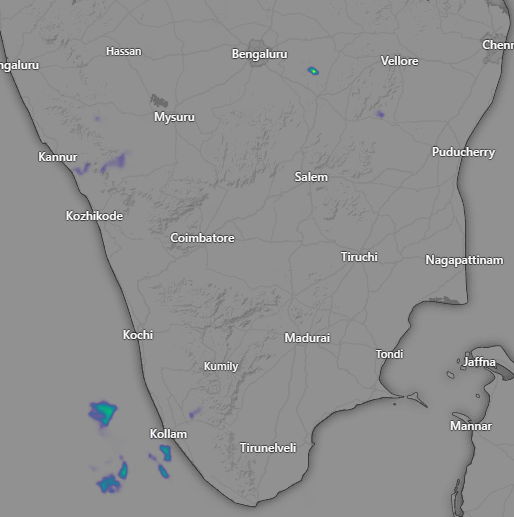 Hassan
Bengaluru
Chenn
ngaluru
Vellore
Mysuru
Kannur
Puducherry
Salem
Kozhikode
Coimbatore
Tiruchi
Nagapattinam
Kochi
Madurai
Tondi
Jaffna
Kumily
Mannar
Kollam
Tirunelveli